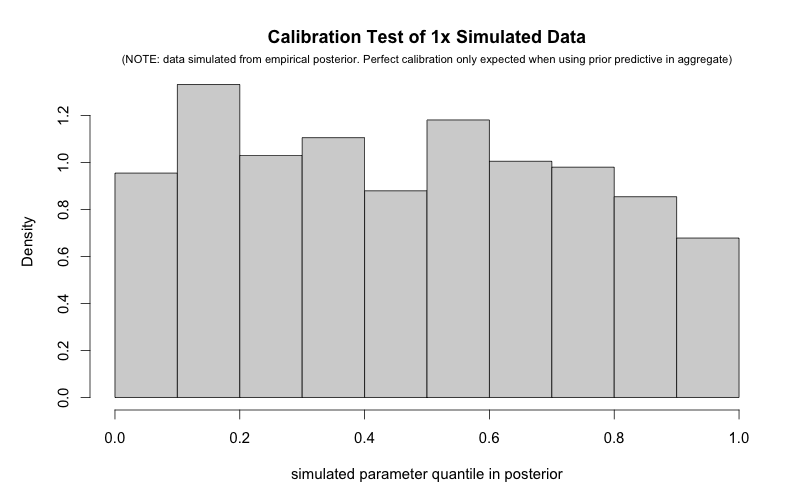 Calibration Test of 1x Simulated Data
(NOTE: data simulated from empirical posterior. Perfect calibration only expected when using prior predictive in aggregate)
Density
1.2
1.0
0.8
0.6
0.4
0.2
0.0
0.0 0.2 0.4 0.6 0.8 1.0
simulated parameter quantile in posterior